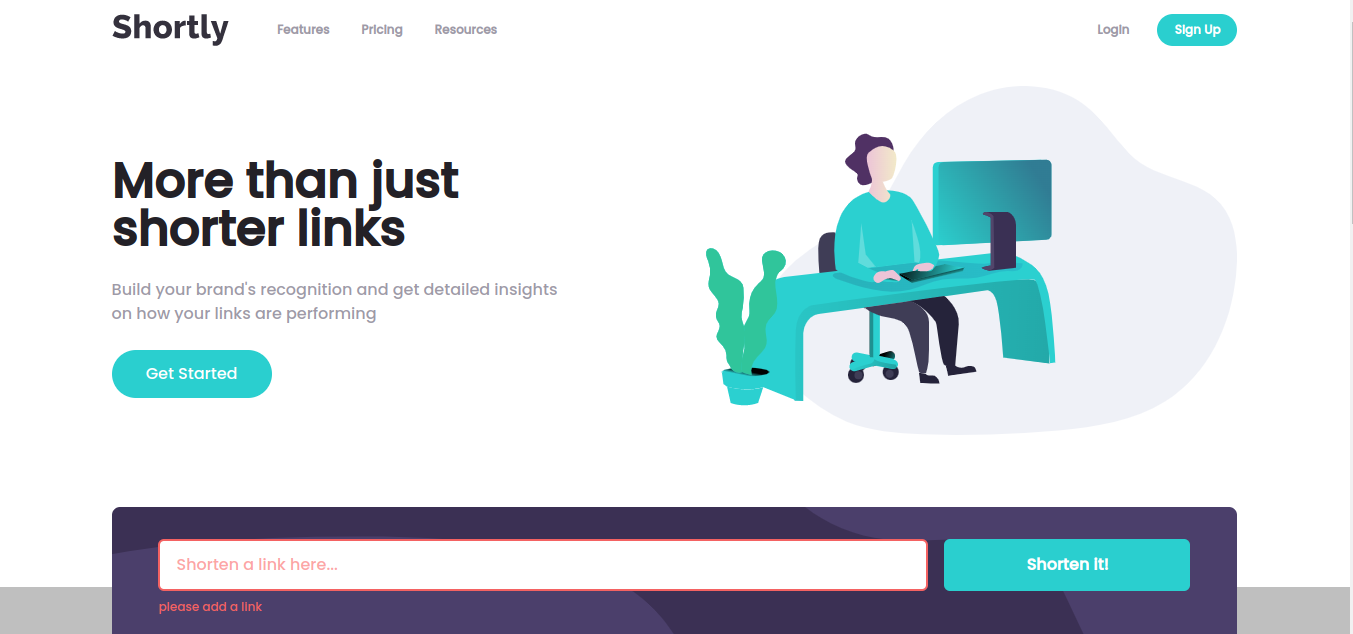 Shortly
Features
Pricing
Resources
Login
Sign Up
More than just
shorter links
Build your brand's recognition and get detailed insights
on how your links are performing
Get Started
Shorten a link here...
Shorten it!
please add a link